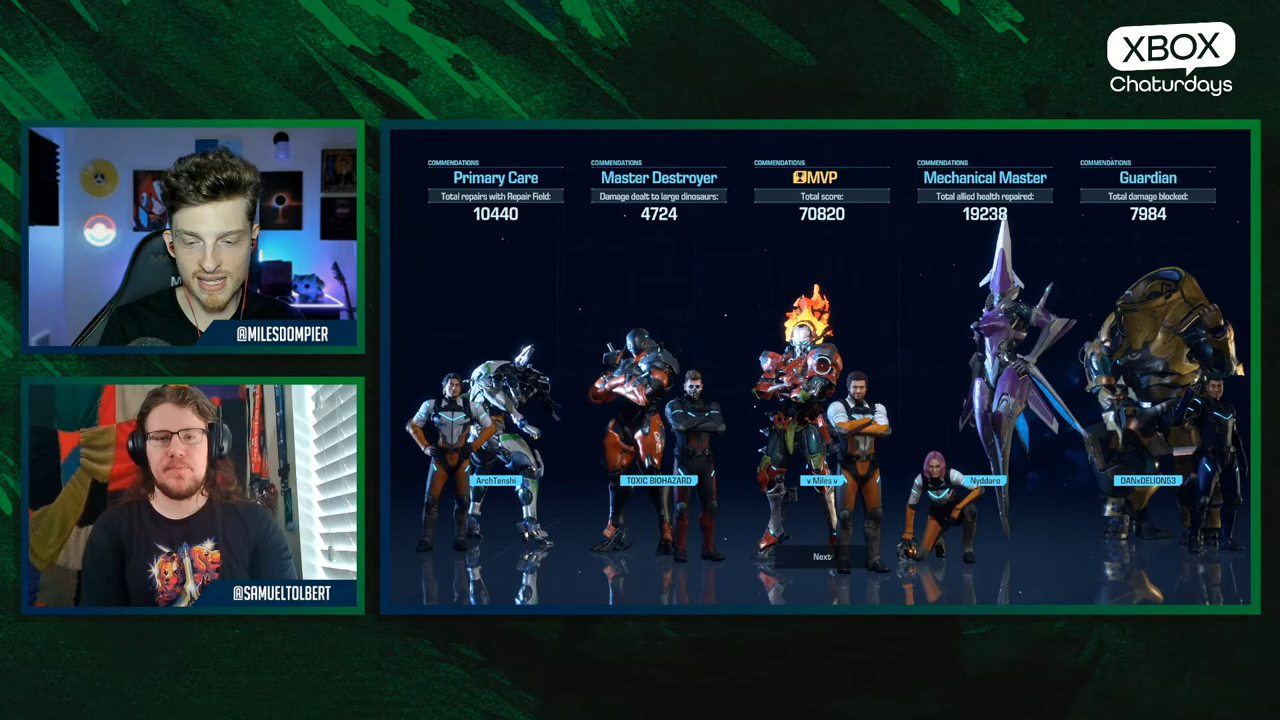 XBOX
Chaturdays
@MILESDOMPIER
@SAMUELTOLBERT
COMMENDATIONS
Primary Care
Total repairs with Repair Field:
10440
COMMENDATIONS
Master Destroyer
Damage dealt to large dinosaurs:
4724
COMMENDATIONS
MVP
Total score:
70820
COMMENDATIONS
Mechanical Master
Total allied health repaired:
19238
COMMENDATIONS
Guardian
Total damage blocked:
7984
ArchTenshi
TOXIC BIOHAZARD
v Miles v
Nyddoro
DANxDELION53
Next